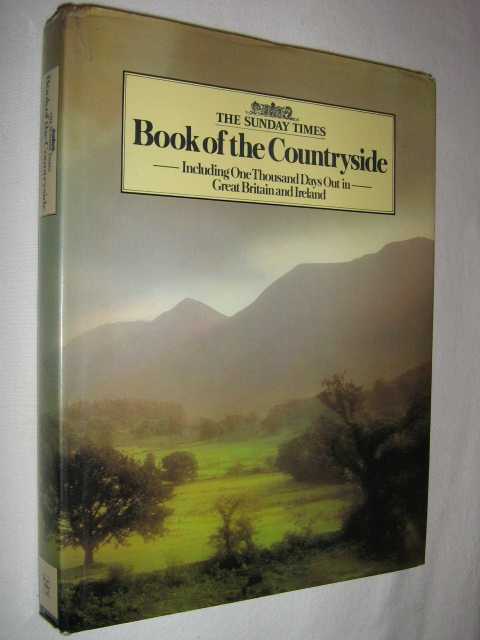 THE SUNDAY TIMES
Book of the Countryside
Including One Thousand Days Out in
Great Britain and Ireland
Book of the Countryside